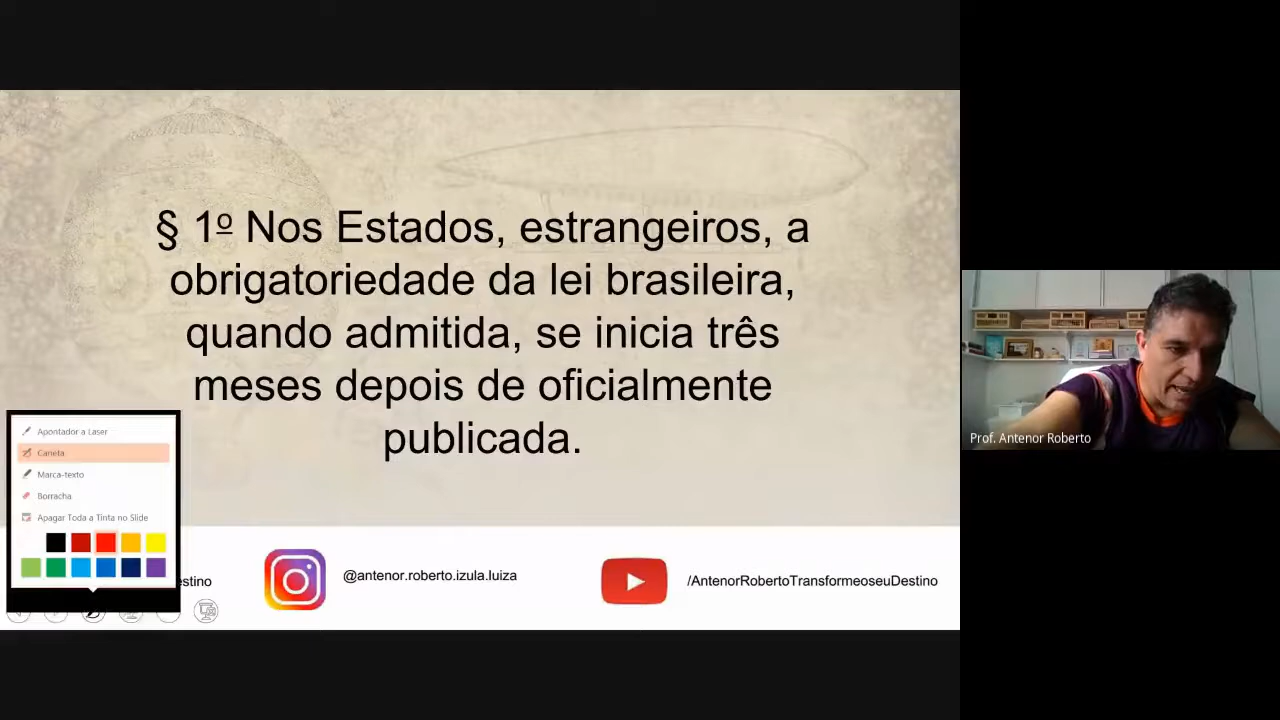 § 1º Nos Estados, estrangeiros, a
obrigatoriedade da lei brasileira,
quando admitida, se inicia três
meses depois de oficialmente
publicada.
Apontador a Laser
Caneta
Marca-texto
Borracha
Apagar Toda a Tinta no Slide
estino
@antenor.roberto.izula.luiza
/AntenorRobertoTransformeoseuDestino
Prof. Antenor Roberto